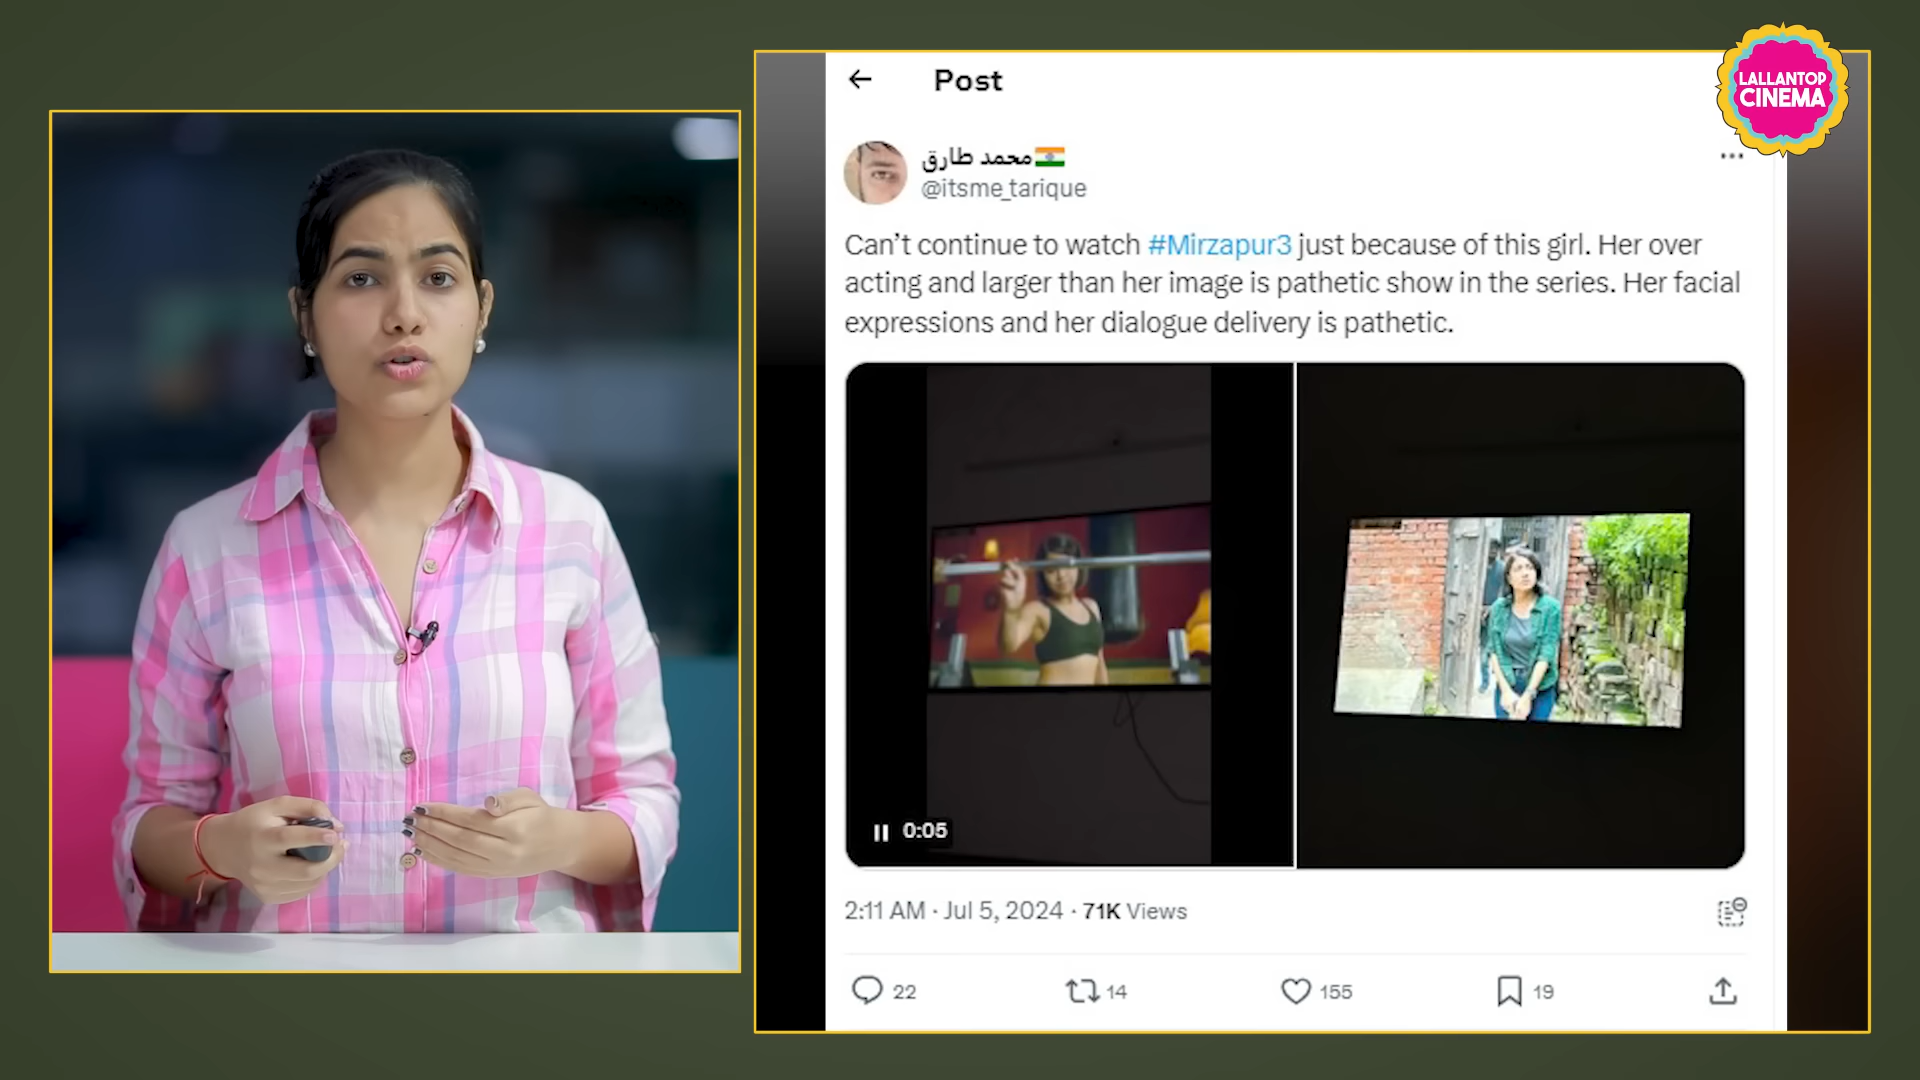 LALLANTOP
CINEMA
Post
محمد طارق
@itsme_tarique
Can’t continue to watch #Mirzapur3 just because of this girl. Her over
acting and larger than her image is pathetic show in the series. Her facial
expressions and her dialogue delivery is pathetic.
0:05
2:11 AM · Jul 5, 2024 · 71K Views
22
14
155
19